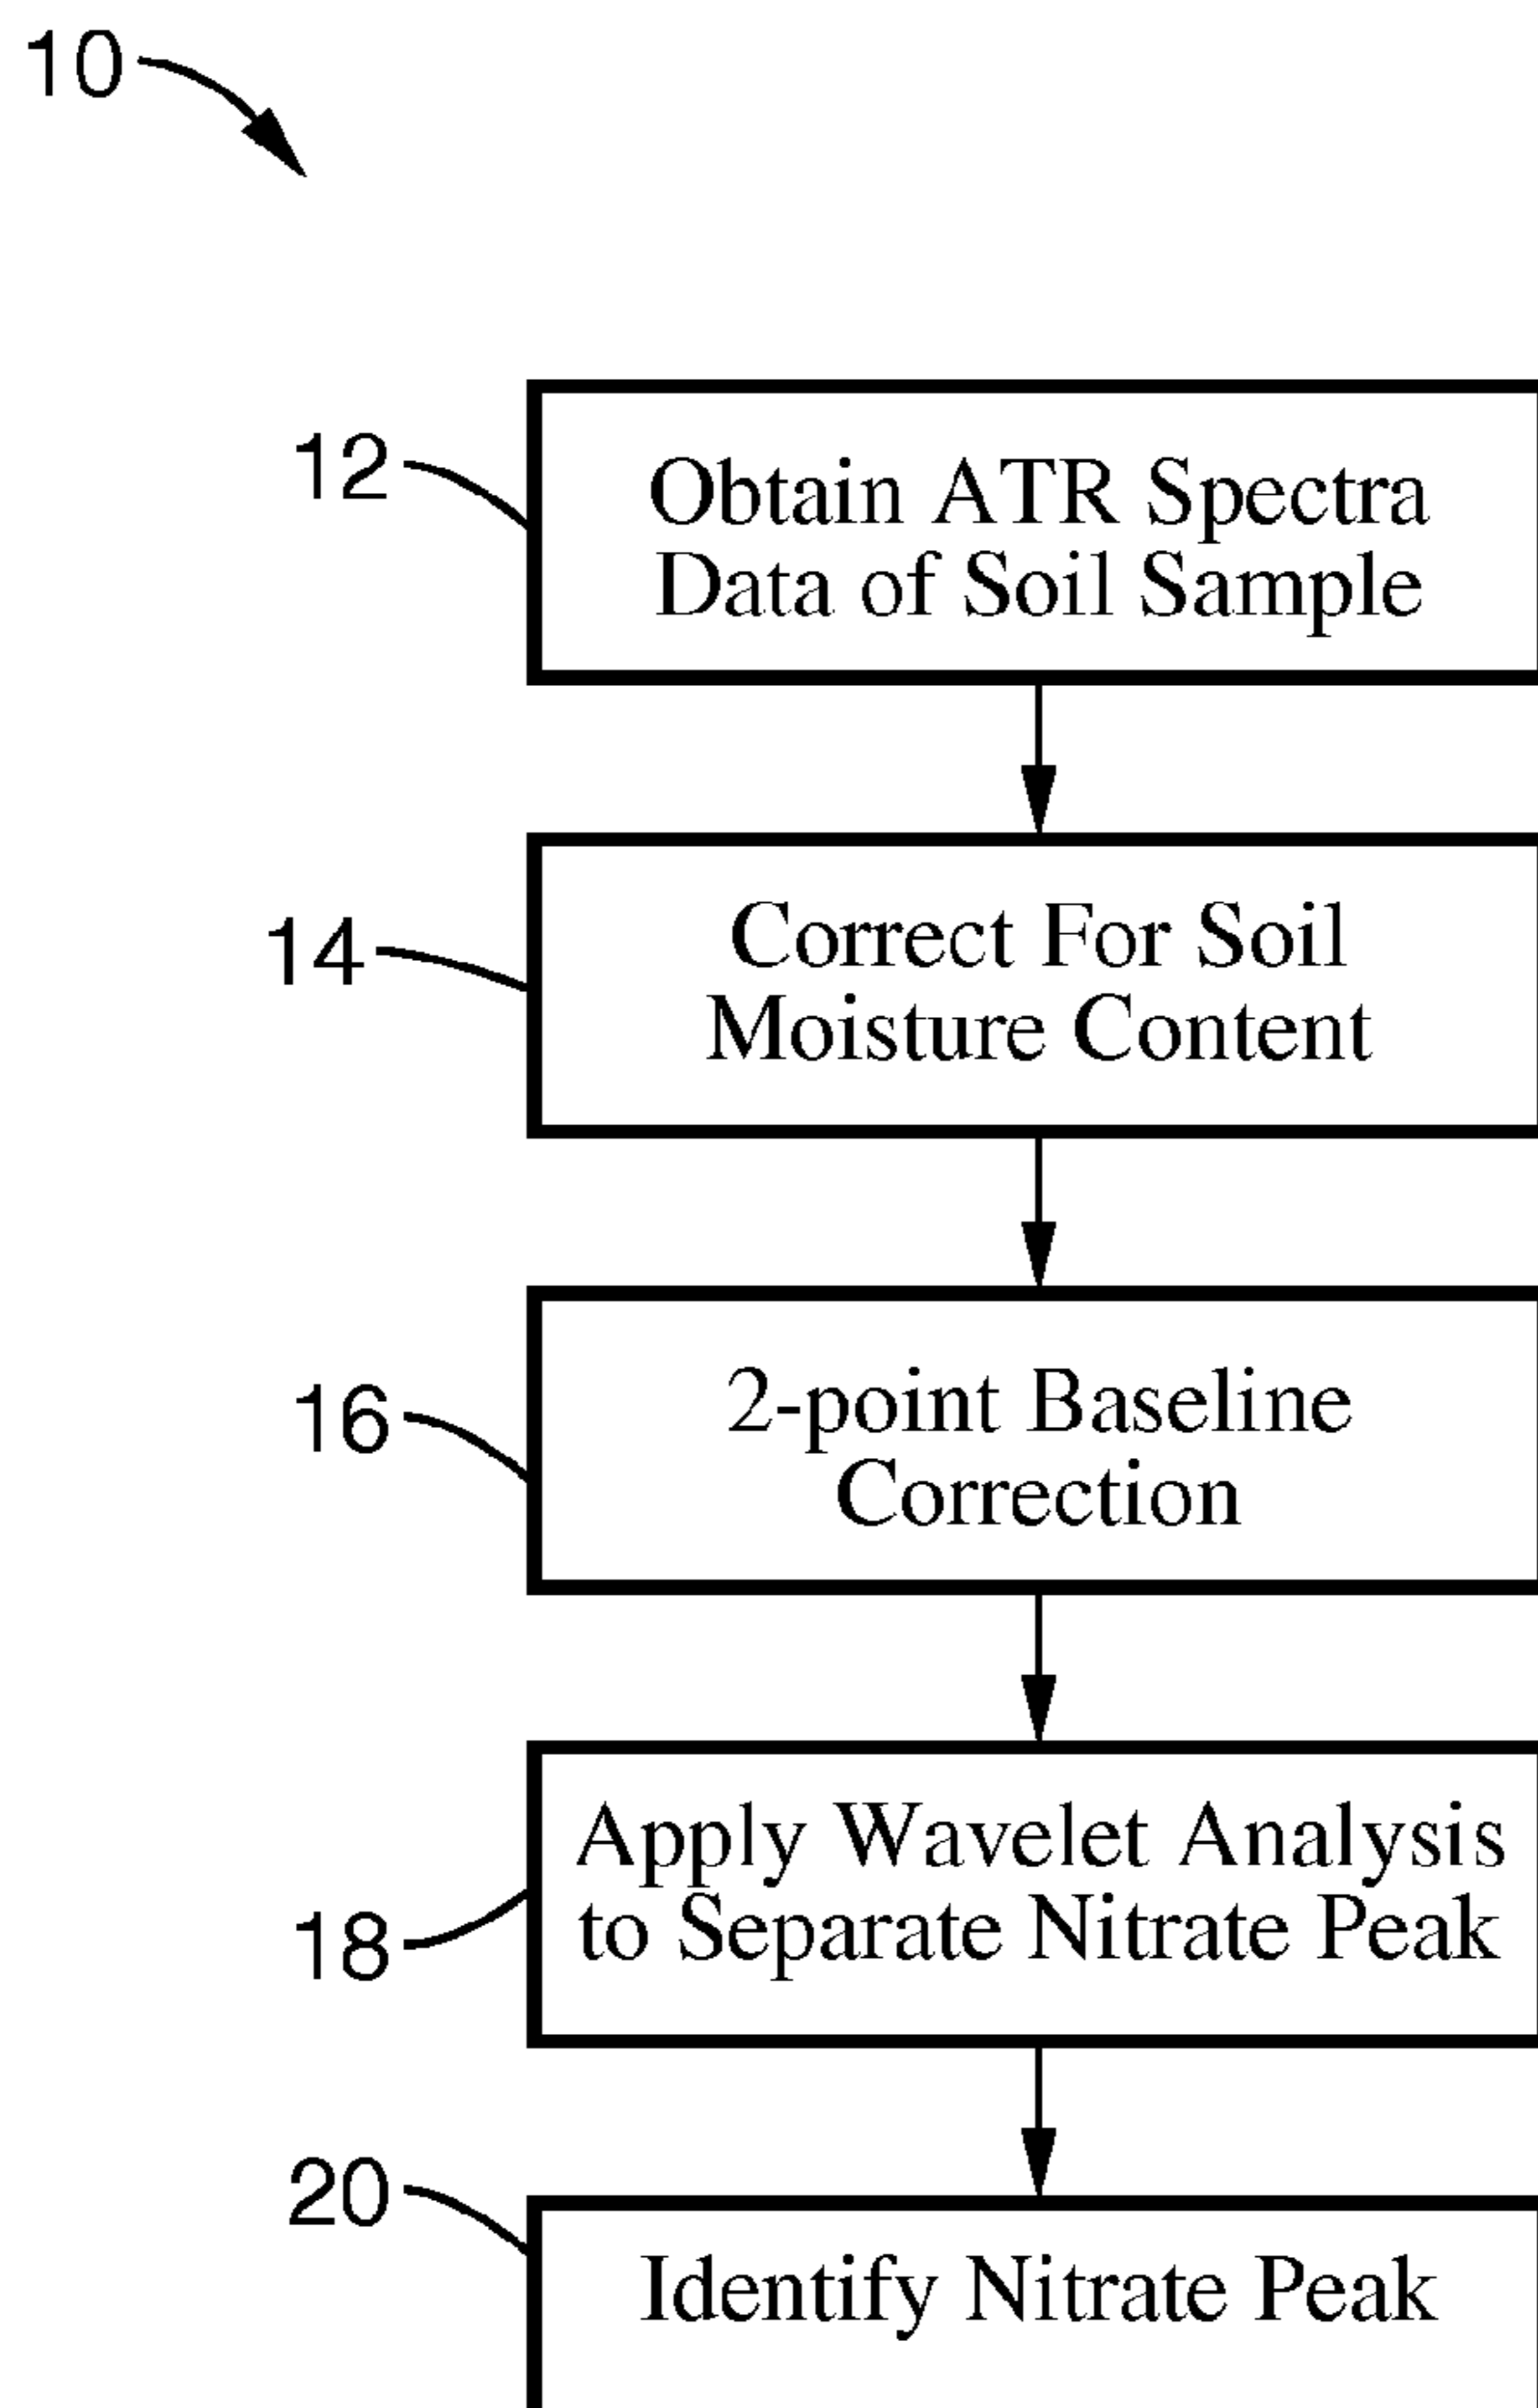 10
12
Obtain ATR Spectra
Data of Soil Sample
14
Correct For Soil
Moisture Content
16
2-point Baseline
Correction
18
Apply Wavelet Analysis
to Separate Nitrate Peak
20
Identify Nitrate Peak